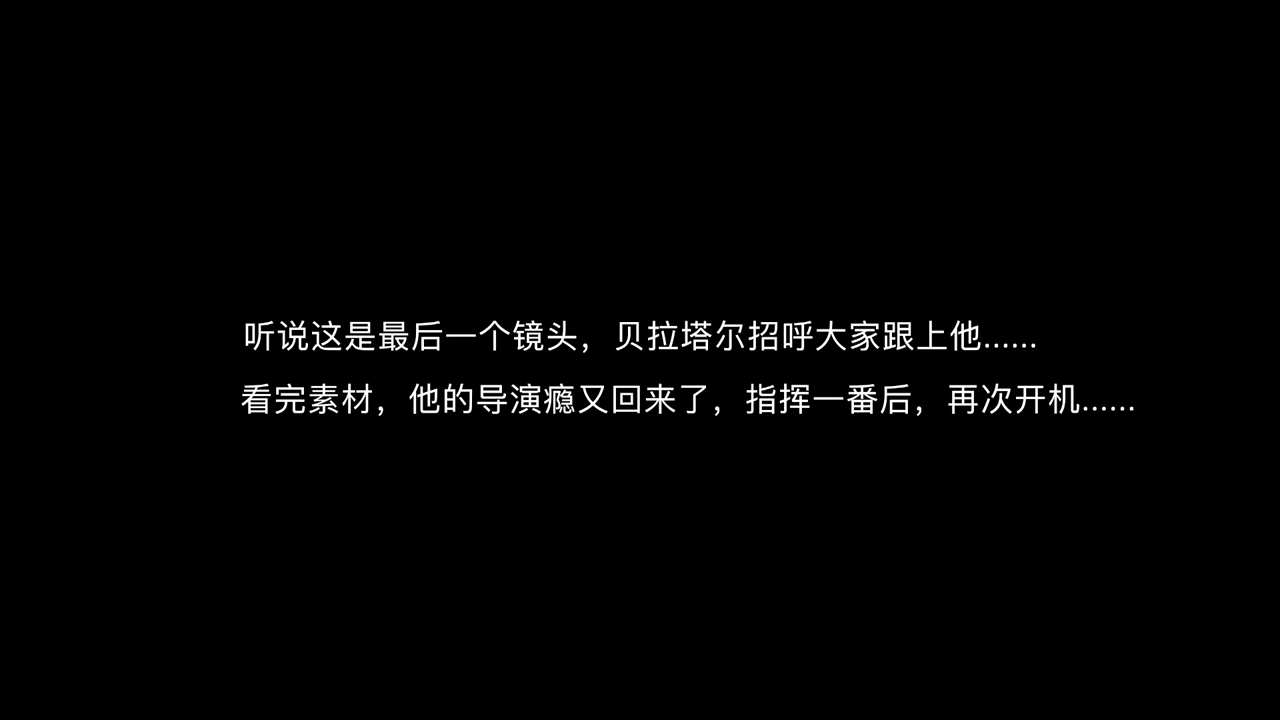 听说这是最后一个镜头，贝拉塔尔招呼大家跟上他......
看完素材，他的导演瘾又回来了，指挥一番后，再次开机......